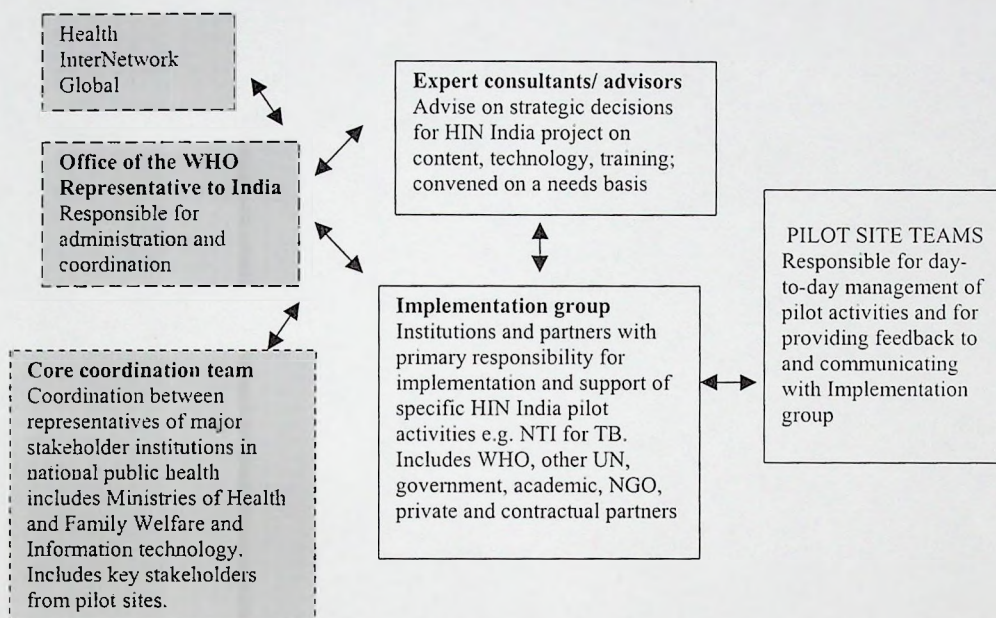 Health
InterNetwork
Global
Expert consultants/ advisors
Advise on strategic decisions
for HIN India project on
content, technology, training;
convened on a needs basis
Office of the WHO
Representative to India
Responsible for
administration and
coordination
PILOT SITE TEAMS
Responsible for day-
to-day management of
pilot activities and for
providing feedback to
and communicating
with Implementation
group
Implementation group
Institutions and partners with
primary responsibility for
implementation and support of
specific HIN India pilot
activities e.g. NTI for TB.
Includes WHO, other UN,
government, academic, NGO,
private and contractual partners
Core coordination team
Coordination between
representatives of major
stakeholder institutions in
national public health
includes Ministries of Health
and Family Welfare and
Information technology.
Includes key stakeholders
from pilot sites.